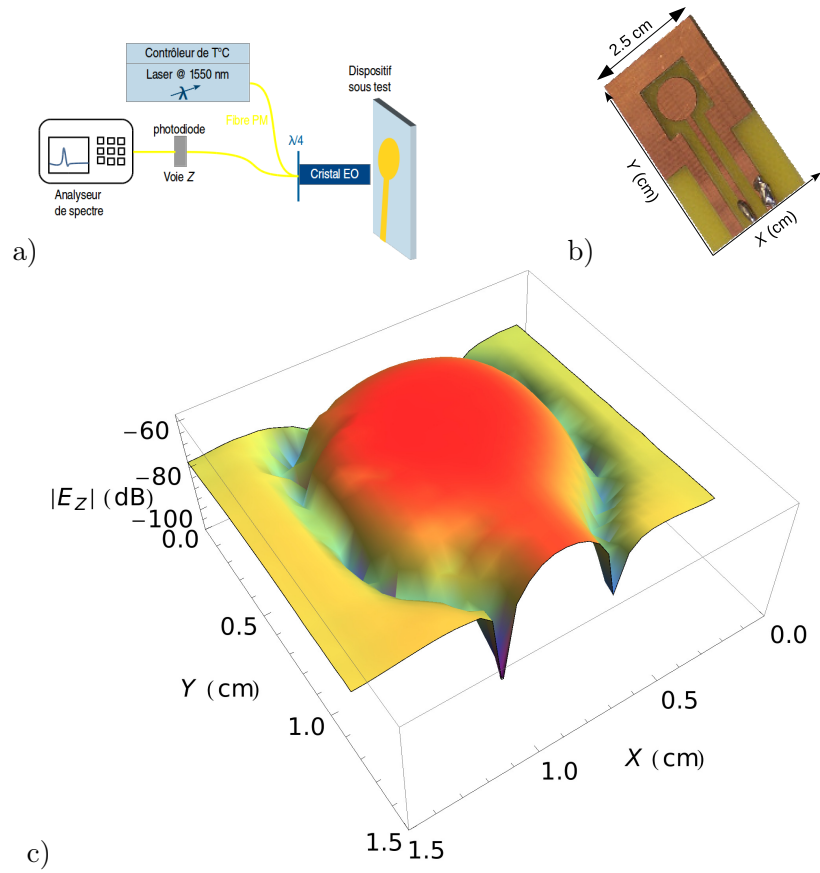 Contrôleur de T°C
Laser @ 1550 nm
λ
Dispositif
sous test
Fibre PM
photodiode
λ/4
Cristal EO
Voie Z
Analyseur
de spectre
a)
2.5 cm
Y (cm)
X (cm)
b)
−60
−80
|E_Z| (dB)
−100
0.0
0.5
Y (cm)
1.0
1.5
0.0
0.5
X (cm)
1.0
1.5
c)